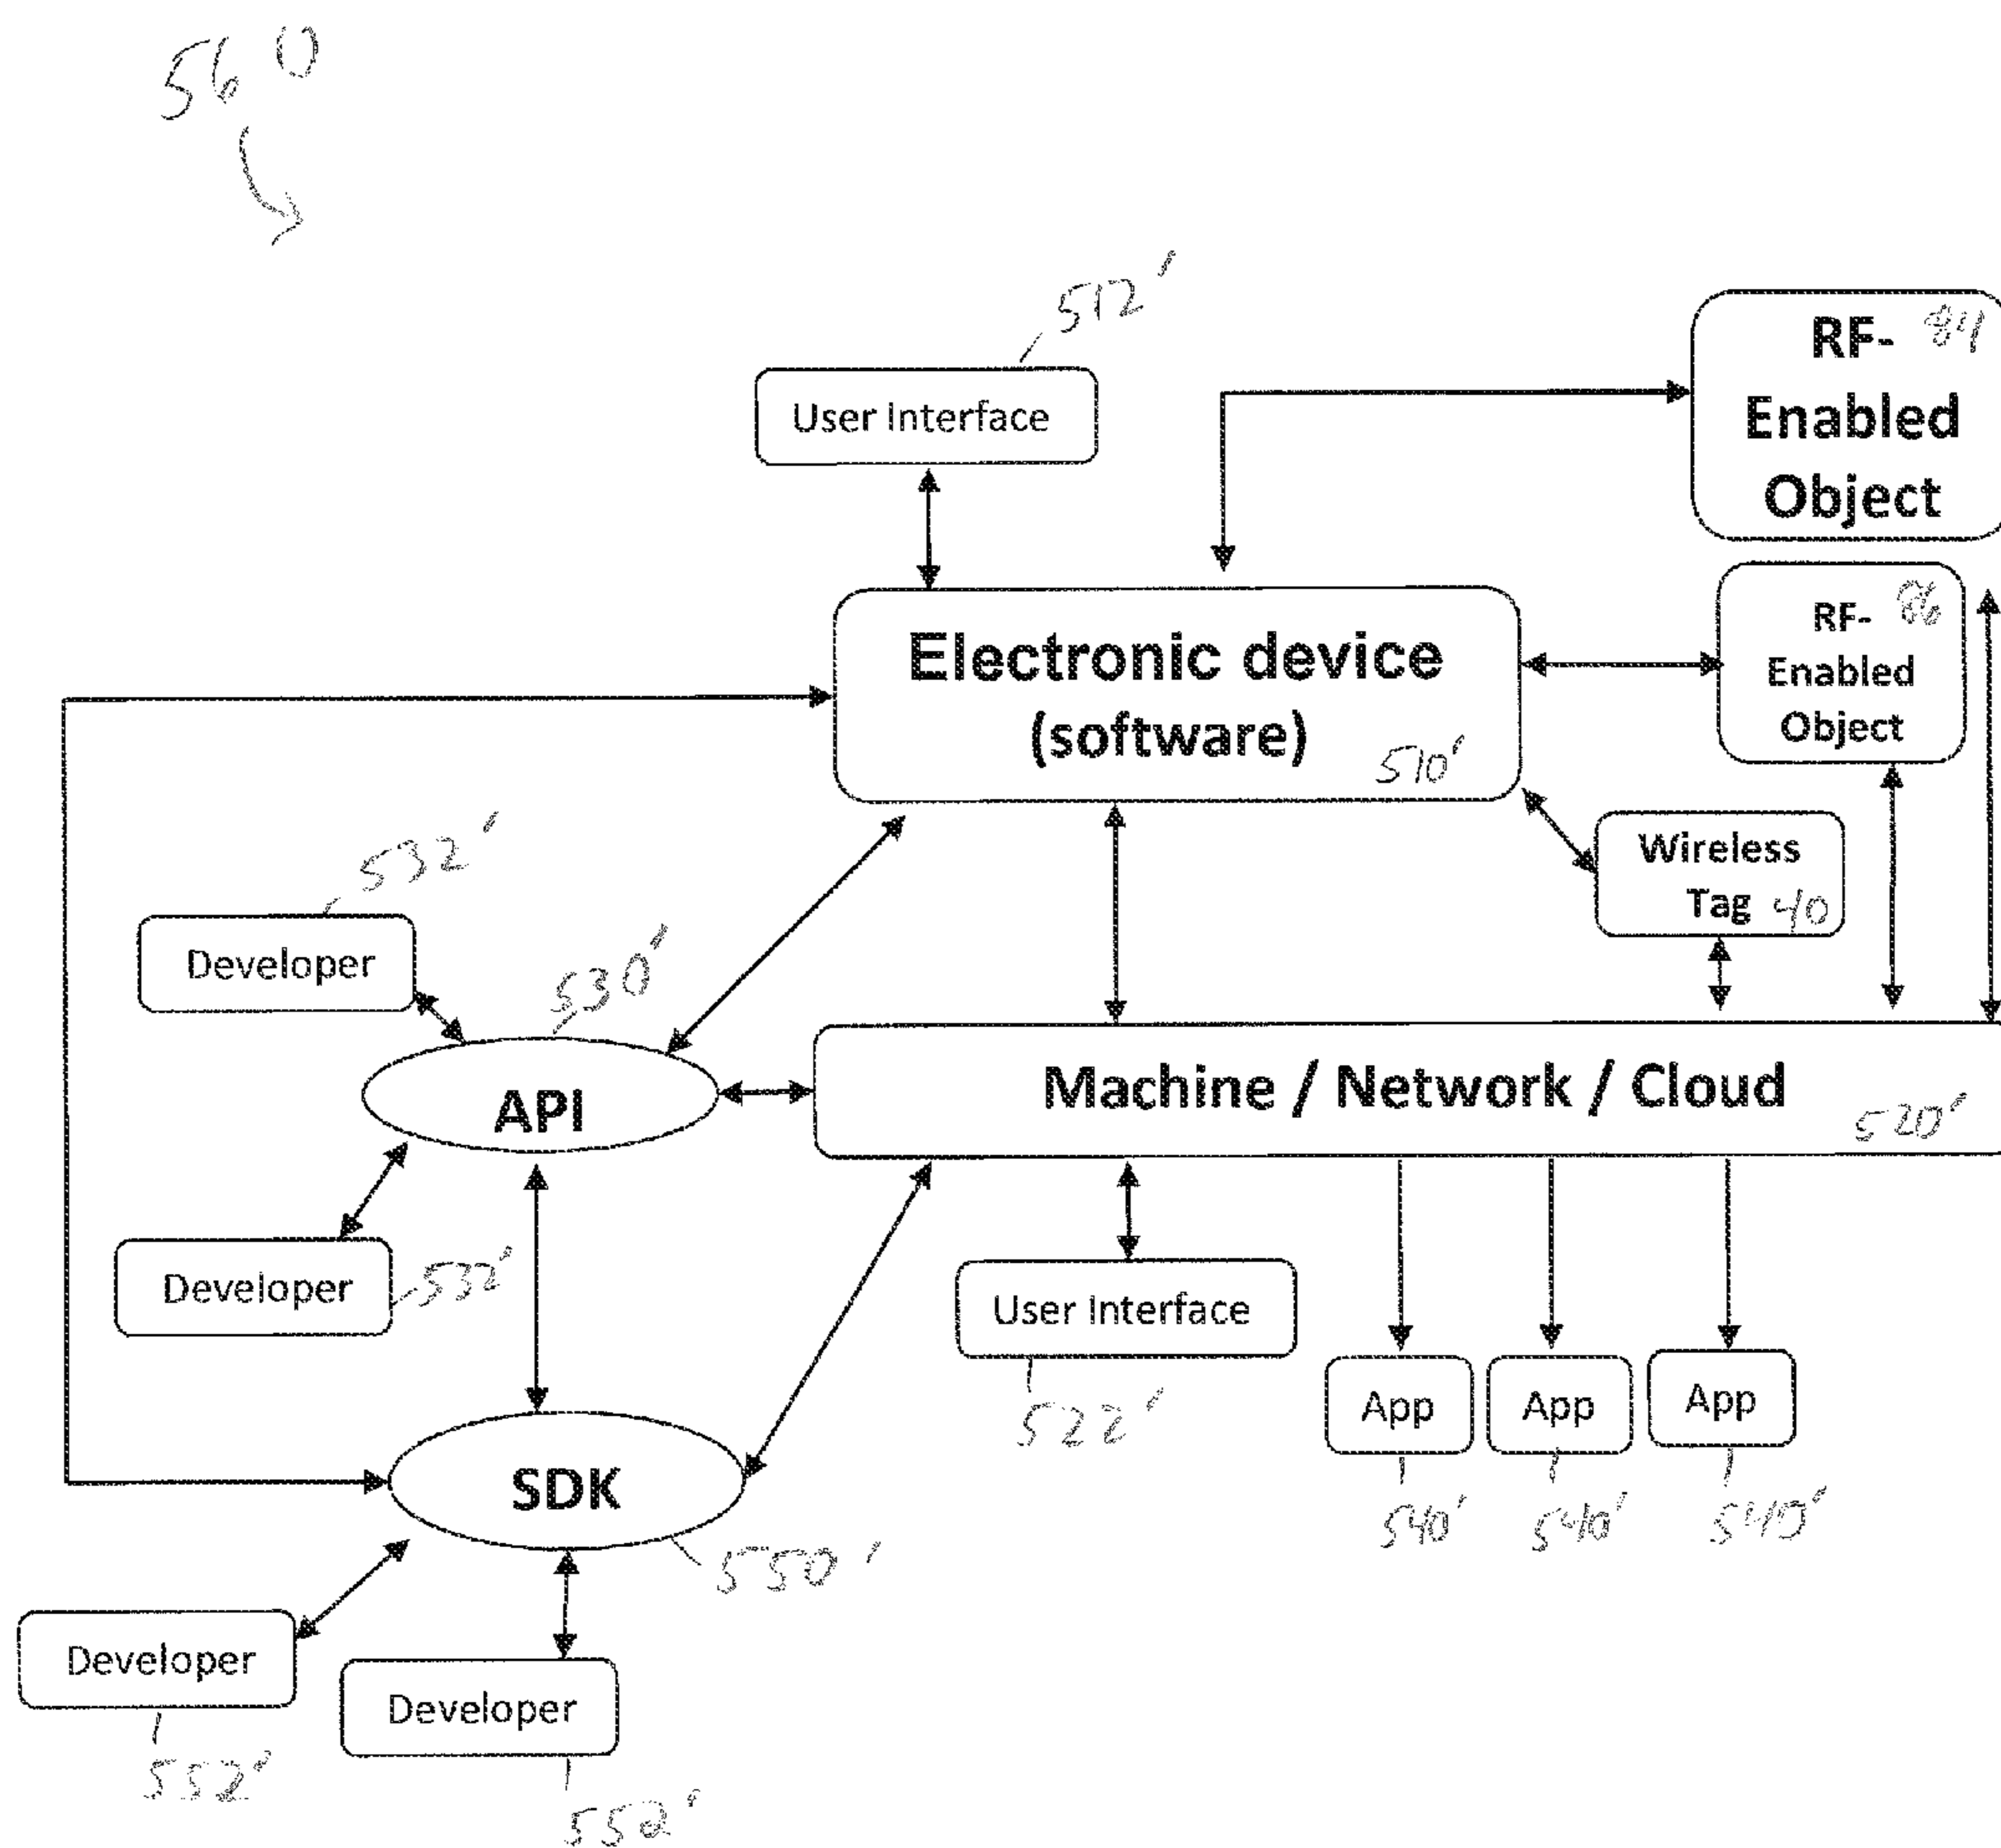 560
512'
RF- 84
Enabled
Object
User Interface
Electronic device
(software)
510'
RF- 86
Enabled
Object
Wireless
Tag 40
532'
Developer
530'
API
Machine / Network / Cloud
520'
Developer
532'
User Interface
522'
App
App
App
540'
540'
540'
SDK
550'
Developer
552'
Developer
552'